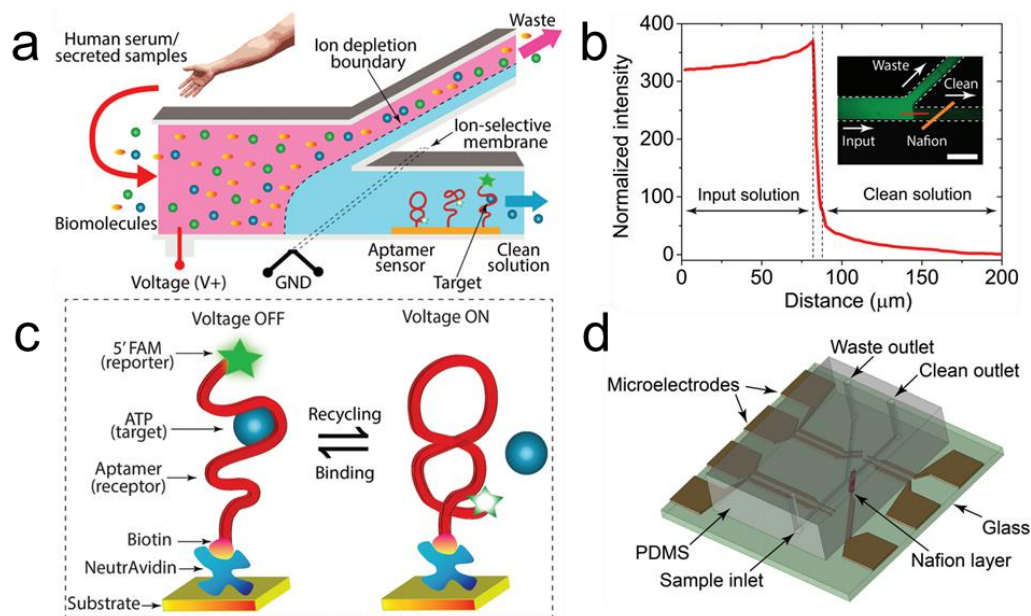 a
Human serum/
secreted samples
Ion depletion
boundary
Waste
Ion-selective
membrane
Biomolecules
Voltage (V+)
GND
Aptamer
sensor
Target
Clean
solution
b
Normalized intensity
400
350
300
200
100
50
0
Input solution
Clean solution
Waste
Clean
Input
Nafion
0
50
100
150
200
Distance (μm)
c
Voltage OFF
Voltage ON
5' FAM
(reporter)
ATP
(target)
Aptamer
(receptor)
Biotin
NeutrAvidin
Substrate
Recycling
Binding
d
Waste outlet
Clean outlet
Microelectrodes
PDMS
Sample inlet
Glass
Nafion layer